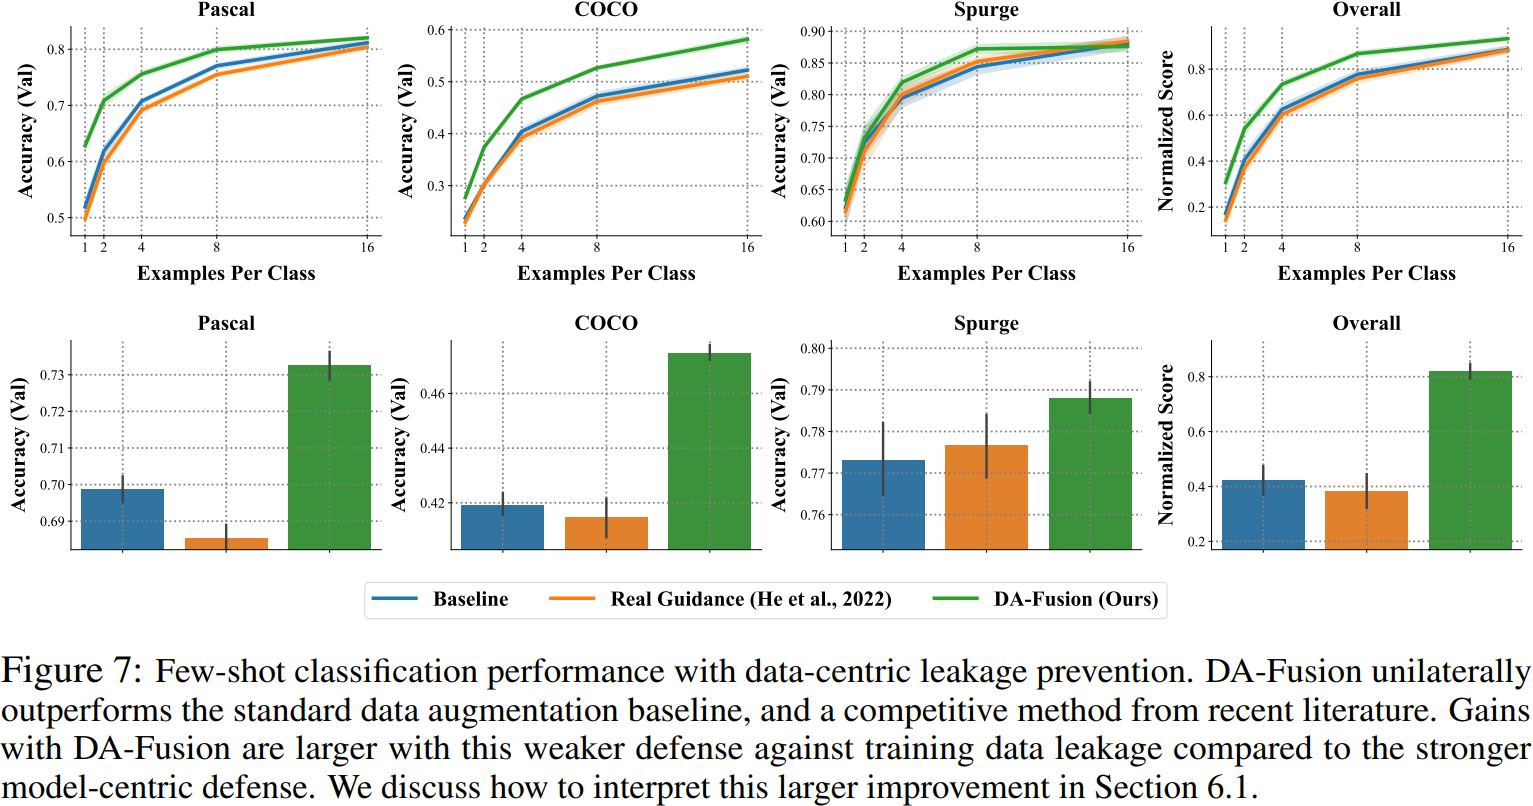 Pascal
COCO
Spurge
Overall
Accuracy (Val)
0.8
0.7
0.6
0.5
1 2 4 8 16
Examples Per Class
Accuracy (Val)
0.6
0.5
0.4
0.3
1 2 4 8 16
Examples Per Class
Accuracy (Val)
0.90
0.85
0.80
0.75
0.70
0.65
0.60
1 2 4 8 16
Examples Per Class
Normalized Score
0.8
0.6
0.4
0.2
1 2 4 8 16
Examples Per Class
Pascal
COCO
Spurge
Overall
Accuracy (Val)
0.73
0.72
0.71
0.70
0.69
Accuracy (Val)
0.46
0.44
0.42
Accuracy (Val)
0.80
0.79
0.78
0.77
0.76
Normalized Score
0.8
0.6
0.4
0.2
Baseline Real Guidance (He et al., 2022) DA-Fusion (Ours)
Figure 7: Few-shot classification performance with data-centric leakage prevention. DA-Fusion unilaterally
outperforms the standard data augmentation baseline, and a competitive method from recent literature. Gains
with DA-Fusion are larger with this weaker defense against training data leakage compared to the stronger
model-centric defense. We discuss how to interpret this larger improvement in Section 6.1.